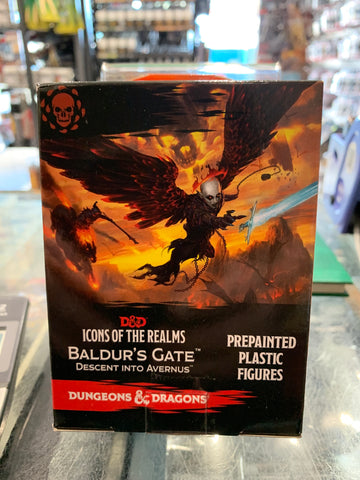 D&D
ICONS OF THE REALMS
BALDUR'S GATE™
DESCENT INTO AVERNUS™
PREPAINTED
PLASTIC
FIGURES
DUNGEONS & DRAGONS®